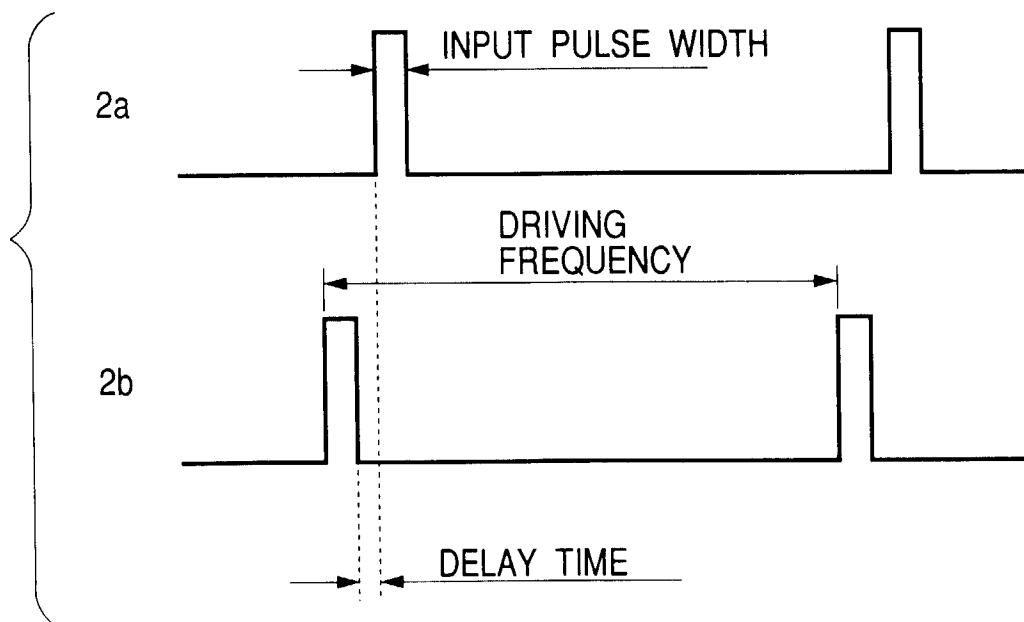 INPUT PULSE WIDTH
2a
DRIVING
FREQUENCY
2b
DELAY TIME